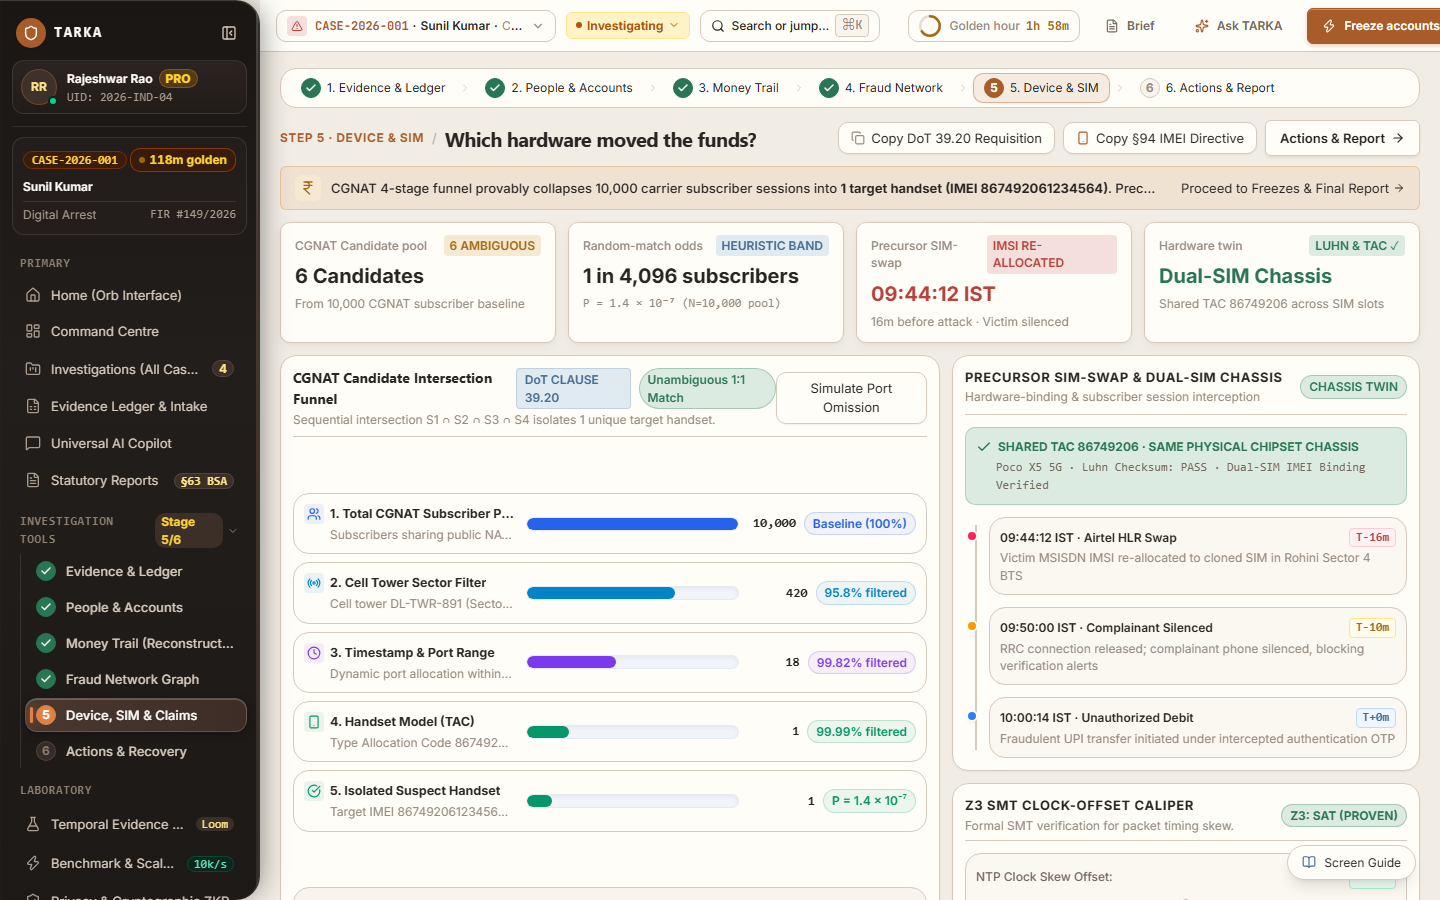 TARKA
RR
Rajeshwar Rao PRO
UID: 2026-IND-04
CASE-2026-001 118m golden
Sunil Kumar
Digital Arrest FIR #149/2026
PRIMARY
Home (Orb Interface)
Command Centre
Investigations (All Cas... 4
Evidence Ledger & Intake
Universal AI Copilot
Statutory Reports §63 BSA
INVESTIGATION TOOLS Stage 5/6
Evidence & Ledger
People & Accounts
Money Trail (Reconstruct...
Fraud Network Graph
5 Device, SIM & Claims
6 Actions & Recovery
LABORATORY
Temporal Evidence ... Loom
Benchmark & Scal... 10k/s
Privacy & Cryptographic ZKP
CASE-2026-001 · Sunil Kumar · C...
Investigating
Search or jump... ⌘K
Golden hour 1h 58m
Brief
Ask TARKA
Freeze accounts
1. Evidence & Ledger
2. People & Accounts
3. Money Trail
4. Fraud Network
5 5. Device & SIM
6 6. Actions & Report
STEP 5 · DEVICE & SIM / Which hardware moved the funds?
Copy DoT 39.20 Requisition
Copy §94 IMEI Directive
Actions & Report →
₹ CGNAT 4-stage funnel provably collapses 10,000 carrier subscriber sessions into 1 target handset (IMEI 867492061234564). Prec...
Proceed to Freezes & Final Report →
CGNAT Candidate pool 6 AMBIGUOUS
6 Candidates
From 10,000 CGNAT subscriber baseline
Random-match odds HEURISTIC BAND
1 in 4,096 subscribers
P = 1.4 × 10⁻⁷ (N=10,000 pool)
Precursor SIM-swap IMSI RE-ALLOCATED
09:44:12 IST
16m before attack · Victim silenced
Hardware twin LUHN & TAC ✓
Dual-SIM Chassis
Shared TAC 86749206 across SIM slots
CGNAT Candidate Intersection Funnel
DoT CLAUSE 39.20
Unambiguous 1:1 Match
Simulate Port Omission
Sequential intersection S1 ∩ S2 ∩ S3 ∩ S4 isolates 1 unique target handset.
1. Total CGNAT Subscriber P...
Subscribers sharing public NA...
10,000 Baseline (100%)
2. Cell Tower Sector Filter
Cell tower DL-TWR-891 (Secto...
420 95.8% filtered
3. Timestamp & Port Range
Dynamic port allocation within...
18 99.82% filtered
4. Handset Model (TAC)
Type Allocation Code 867492...
1 99.99% filtered
5. Isolated Suspect Handset
Target IMEI 86749206123456...
1 P = 1.4 × 10⁻⁷
PRECURSOR SIM-SWAP & DUAL-SIM CHASSIS
Hardware-binding & subscriber session interception
CHASSIS TWIN
SHARED TAC 86749206 · SAME PHYSICAL CHIPSET CHASSIS
Poco X5 5G · Luhn Checksum: PASS · Dual-SIM IMEI Binding
Verified
09:44:12 IST · Airtel HLR Swap T-16m
Victim MSISDN IMSI re-allocated to cloned SIM in Rohini Sector 4
BTS
09:50:00 IST · Complainant Silenced T-10m
RRC connection released; complainant phone silenced, blocking
verification alerts
10:00:14 IST · Unauthorized Debit T+0m
Fraudulent UPI transfer initiated under intercepted authentication OTP
Z3 SMT CLOCK-OFFSET CALIPER
Formal SMT verification for packet timing skew.
Z3: SAT (PROVEN)
NTP Clock Skew Offset:
Screen Guide